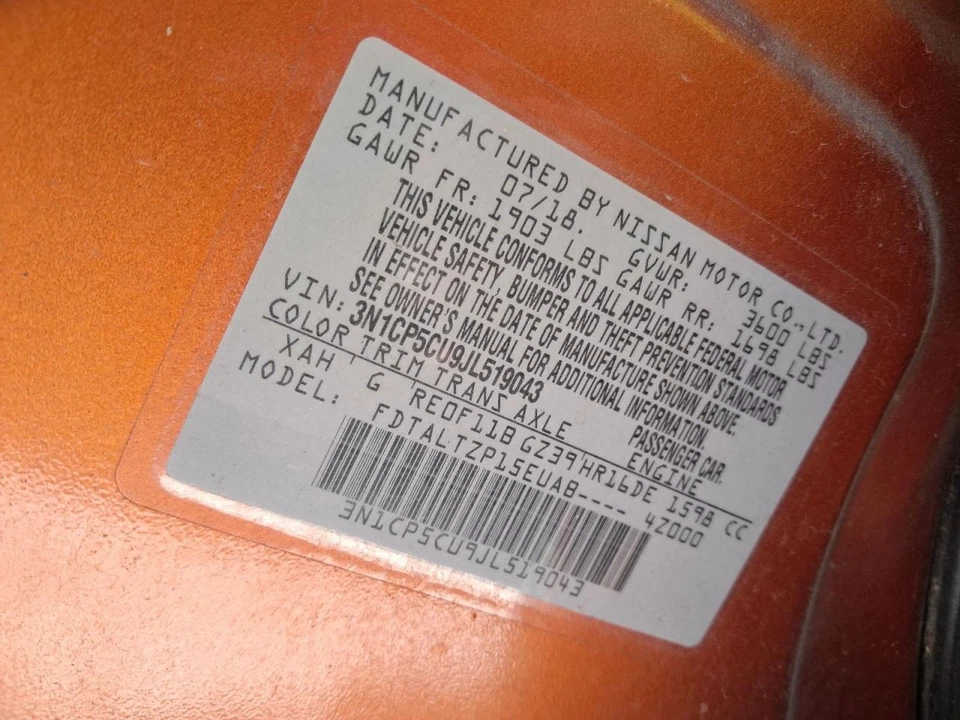 MANUFACTURED BY NISSAN MOTOR CO.,LTD.
DATE: 07/18. GVWR: 3600 LBS
GAWR FR: 1903 LBS GAWR RR: 1698 LBS
THIS VEHICLE CONFORMS TO ALL APPLICABLE FEDERAL MOTOR
VEHICLE SAFETY, BUMPER AND THEFT PREVENTION STANDARDS
IN EFFECT ON THE DATE OF MANUFACTURE SHOWN ABOVE.
SEE OWNER'S MANUAL FOR ADDITIONAL INFORMATION.
VIN: 3N1CP5CU9JL519043 PASSENGER CAR.
COLOR TRIM TRANS AXLE ENGINE
XAH G RE0F11B GZ39 HR16DE 1598 CC
MODEL: FDTALTZP15EUAB---- 4Z000
3N1CP5CU9JL519043